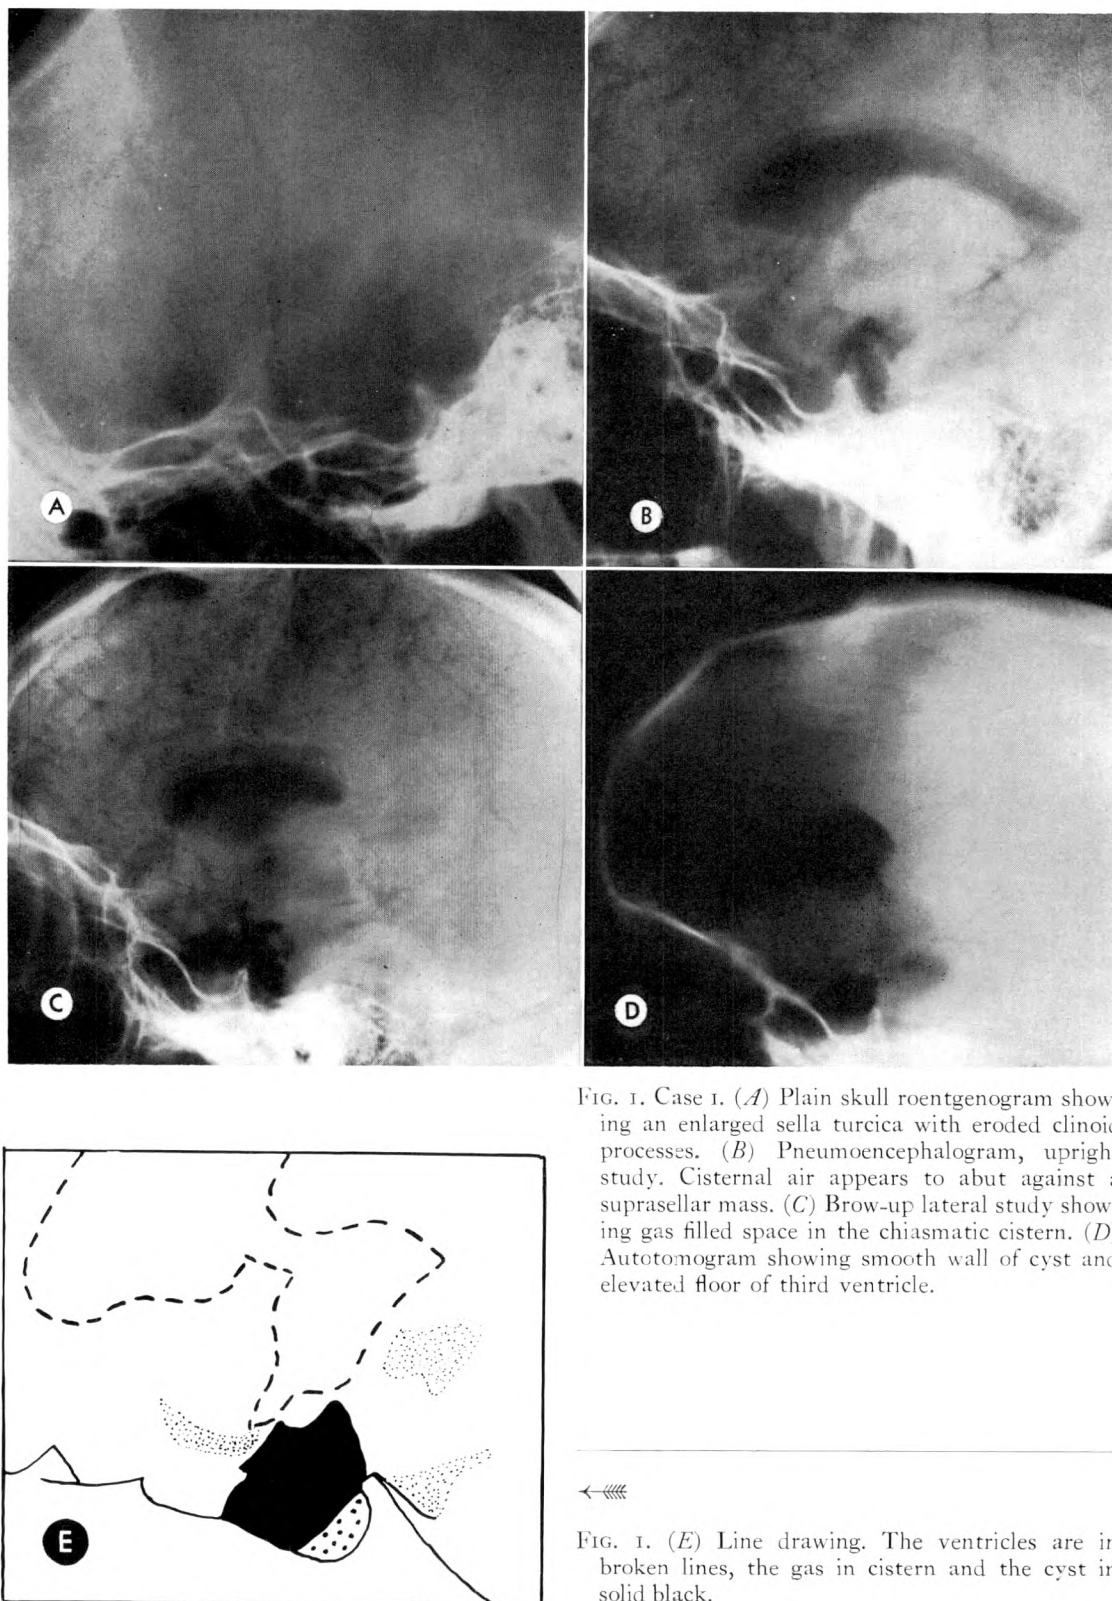 A
B
C
D
E
FIG. 1. Case 1. (A) Plain skull roentgenogram show-
ing an enlarged sella turcica with eroded clinoid
processes. (B) Pneumoencephalogram, upright
study. Cisternal air appears to abut against a
suprasellar mass. (C) Brow-up lateral study show-
ing gas filled space in the chiasmatic cistern. (D)
Autotomogram showing smooth wall of cyst and
elevated floor of third ventricle.
FIG. 1. (E) Line drawing. The ventricles are in
broken lines, the gas in cistern and the cyst in
solid black.